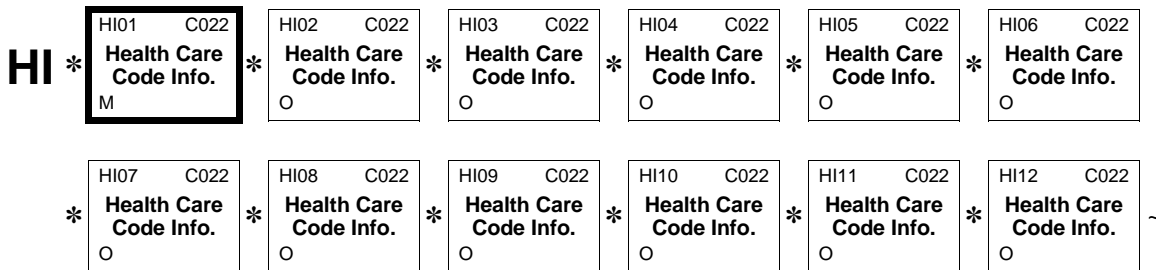 HI01 C022 HI02 C022 HI03 C022 HI04 C022 HI05 C022 HI06 C022
HI * Health Care * Health Care * Health Care * Health Care * Health Care * Health Care
Code Info. Code Info. Code Info. Code Info. Code Info. Code Info.
M O O O O O
HI07 C022 HI08 C022 HI09 C022 HI10 C022 HI11 C022 HI12 C022
* Health Care * Health Care * Health Care * Health Care * Health Care * Health Care ~
Code Info. Code Info. Code Info. Code Info. Code Info. Code Info.
O O O O O O